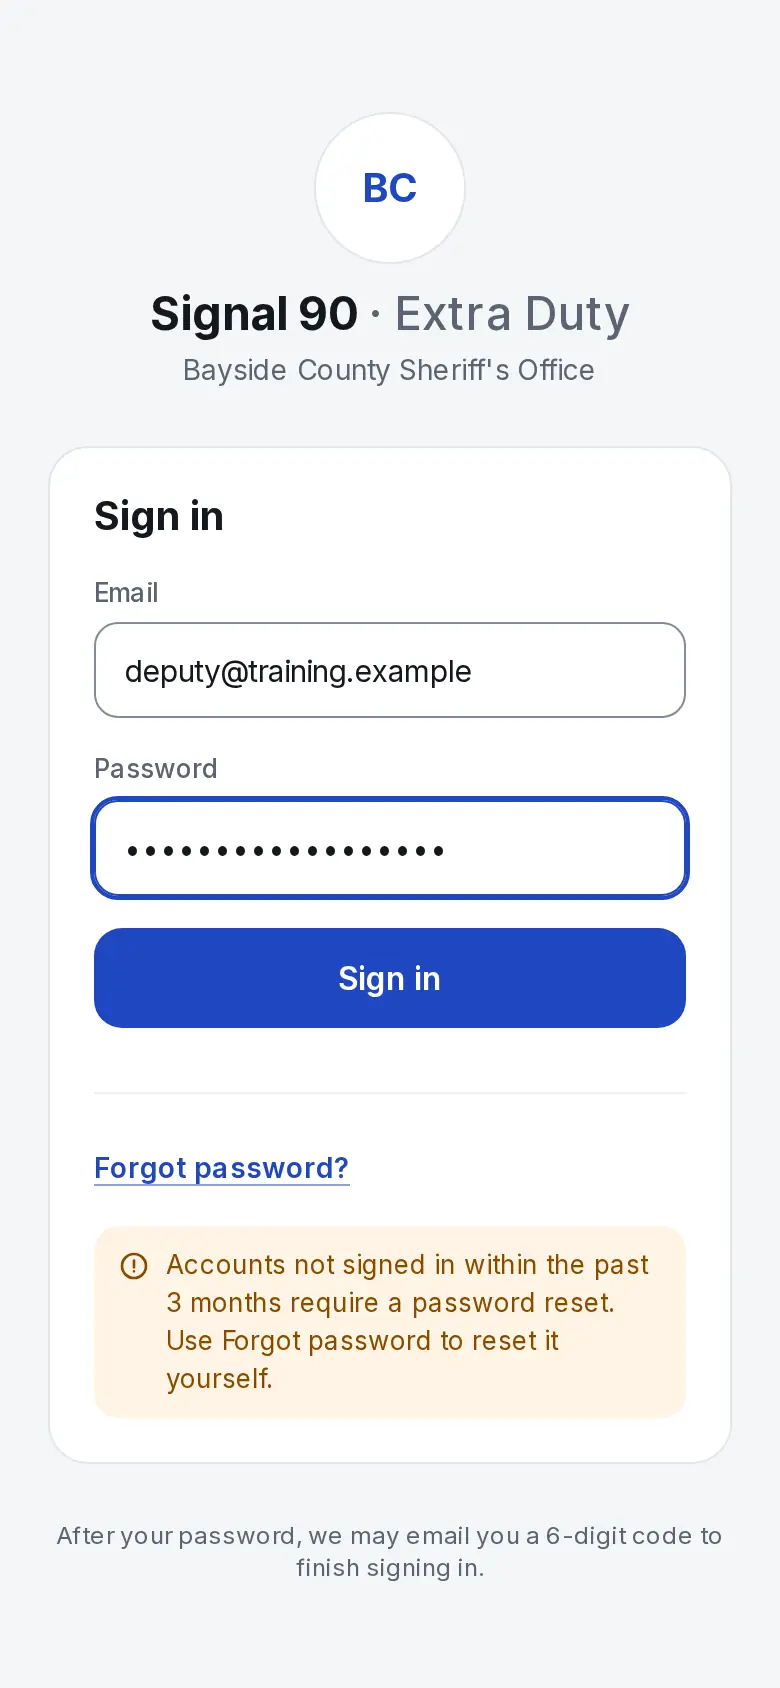 BC
Signal 90 · Extra Duty
Bayside County Sheriff's Office
Sign in
Email
deputy@training.example
Password
••••••••••••••••••
Sign in
Forgot password?
Accounts not signed in within the past
3 months require a password reset.
Use Forgot password to reset it
yourself.
After your password, we may email you a 6-digit code to
finish signing in.